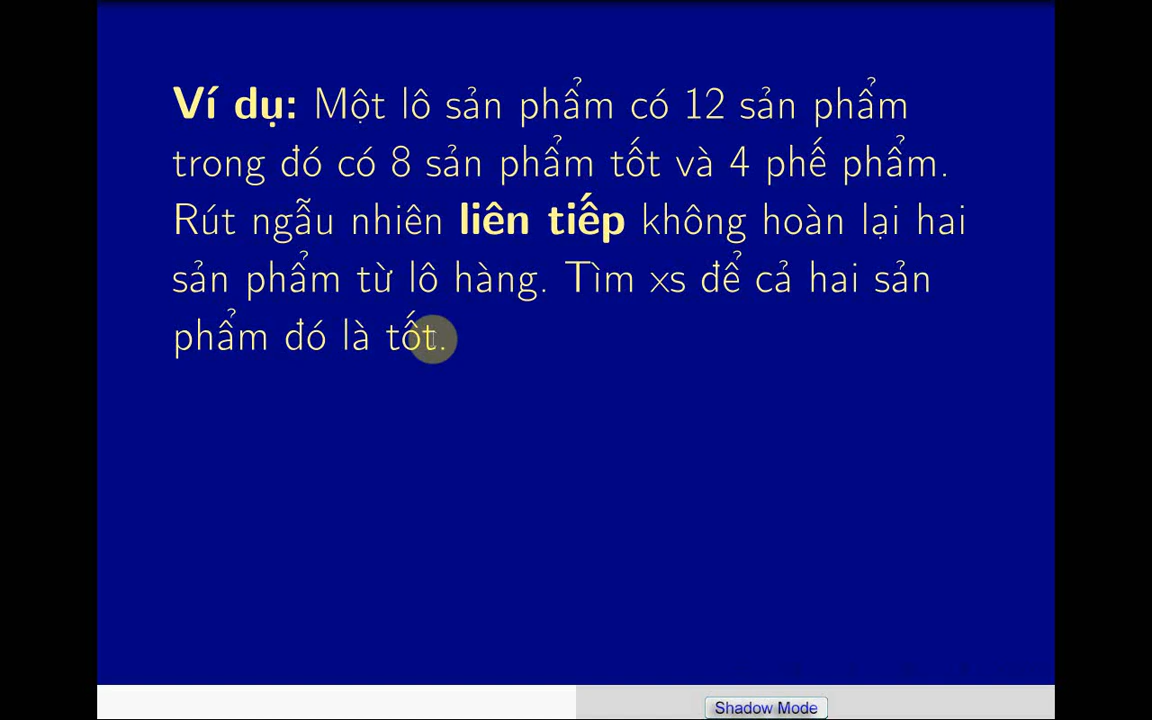 Ví dụ: Một lô sản phẩm có 12 sản phẩm
trong đó có 8 sản phẩm tốt và 4 phế phẩm.
Rút ngẫu nhiên liên tiếp không hoàn lại hai
sản phẩm từ lô hàng. Tìm xs để cả hai sản
phẩm đó là tốt.
Shadow Mode